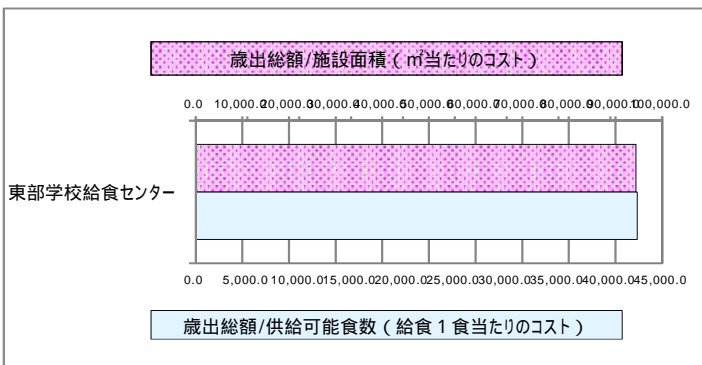 歳出総額/施設面積(㎡当たりのコスト)
0.0 10,000.0 20,000.0 30,000.0 40,000.0 50,000.0 60,000.0 70,000.0 80,000.0 90,000.0 100,000.0
東部学校給食センター
0.0 5,000.0 10,000.0 15,000.0 20,000.0 25,000.0 30,000.0 35,000.0 40,000.0 45,000.0
歳出総額/供給可能食数(給食1食当たりのコスト)